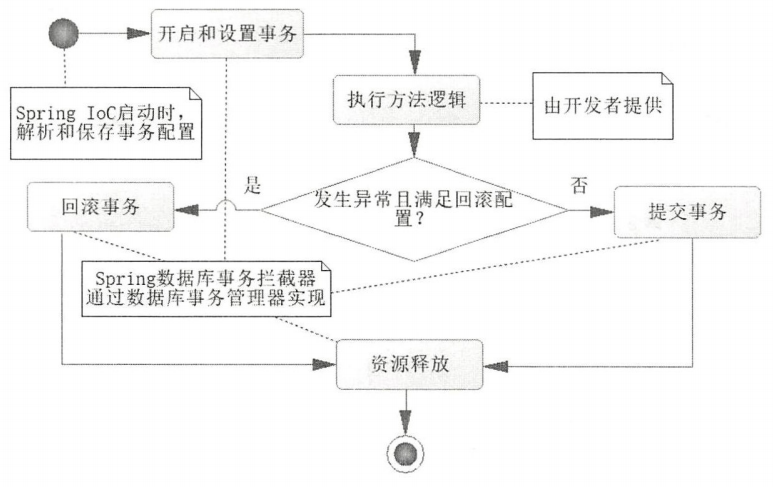 开启和设置事务
Spring IoC启动时，
解析和保存事务配置
执行方法逻辑
由开发者提供
是
发生异常且满足回滚配
置？
否
回滚事务
提交事务
Spring数据库事务拦截器
通过数据库事务管理器实现
资源释放